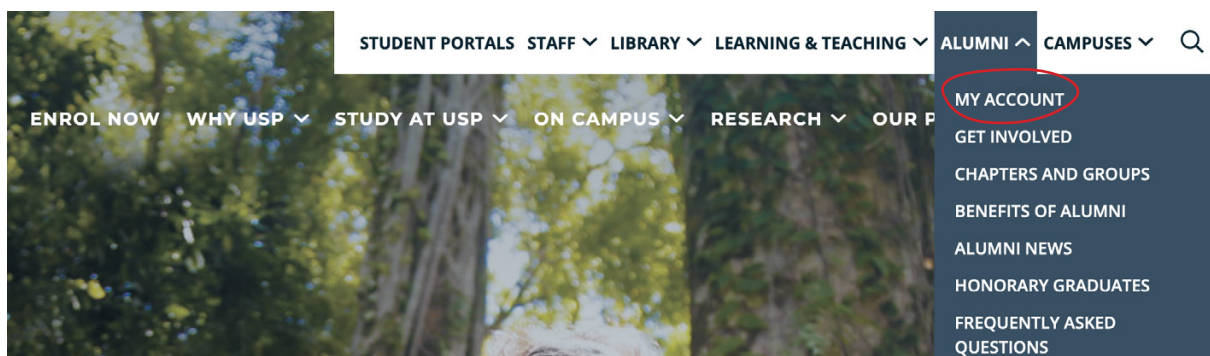 STUDENT PORTALS STAFF LIBRARY LEARNING & TEACHING ALUMNI CAMPUSES
ENROL NOW WHY USP STUDY AT USP ON CAMPUS RESEARCH OUR P
MY ACCOUNT
GET INVOLVED
CHAPTERS AND GROUPS
BENEFITS OF ALUMNI
ALUMNI NEWS
HONORARY GRADUATES
FREQUENTLY ASKED
QUESTIONS